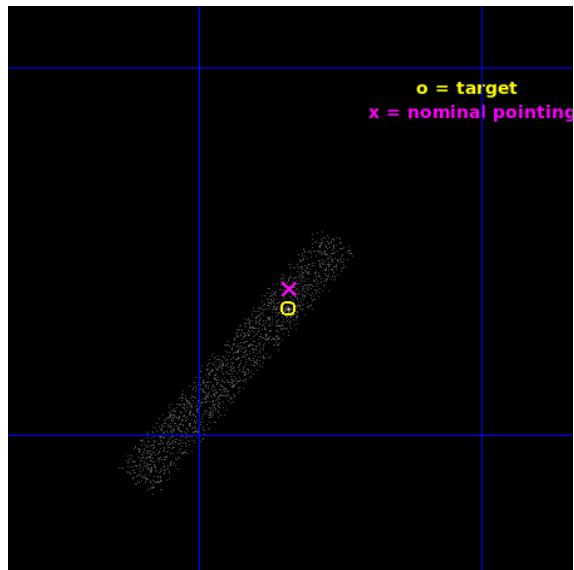 o = target
x = nominal pointing